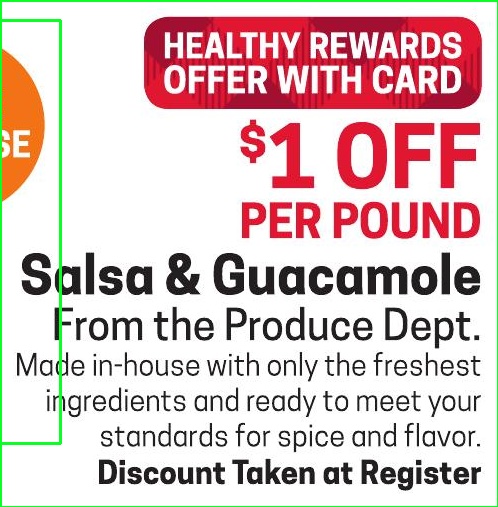 HEALTHY REWARDS
OFFER WITH CARD
$1 OFF
PER POUND
Salsa & Guacamole
From the Produce Dept.
Made in-house with only the freshest
ingredients and ready to meet your
standards for spice and flavor.
Discount Taken at Register